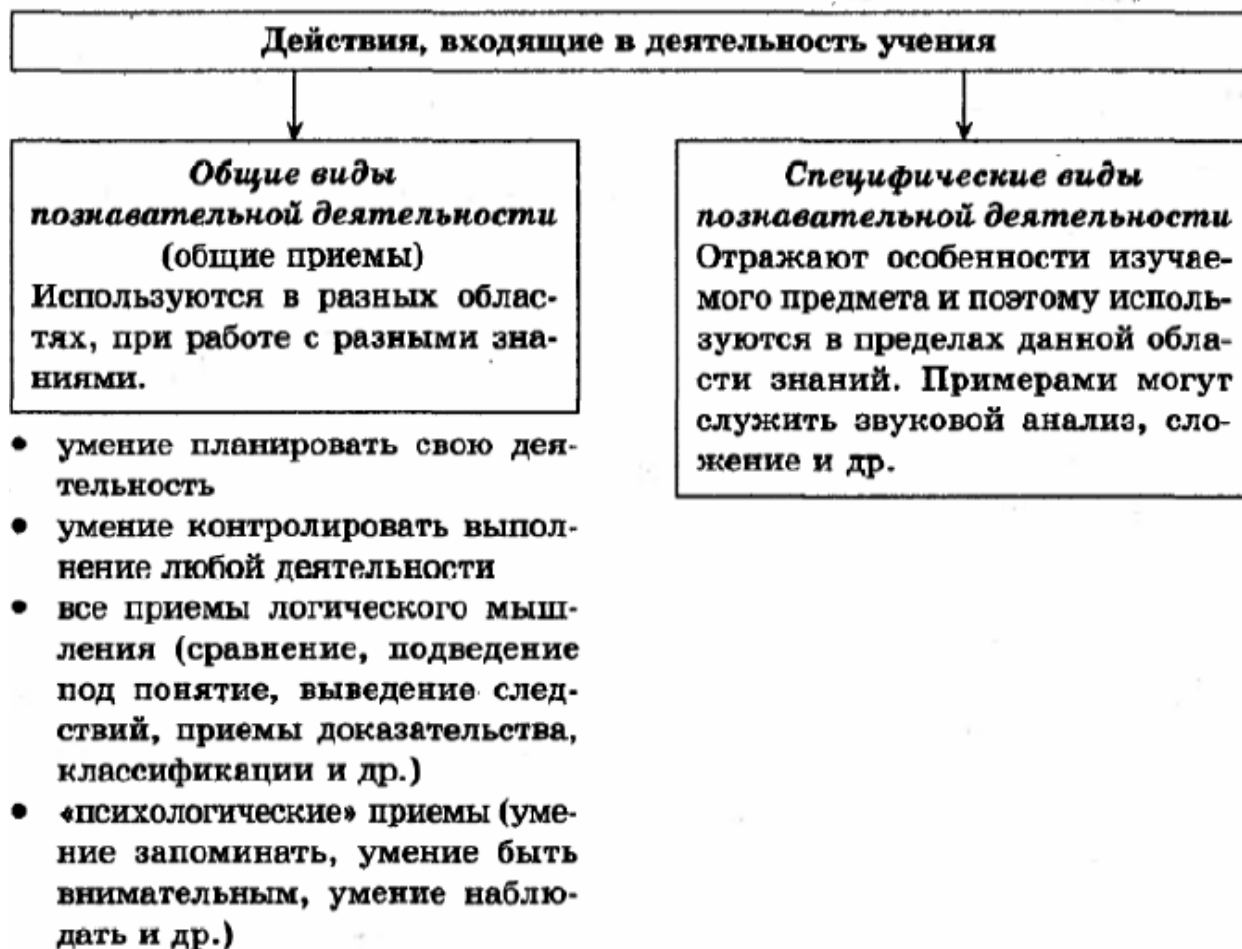 Действия, входящие в деятельность учения
Общие виды
познавательной деятельности
(общие приемы)
Используются в разных облас-
тях, при работе с разными зна-
ниями.
• умение планировать свою дея-
тельность
• умение контролировать выпол-
нение любой деятельности
• все приемы логического мыш-
ления (сравнение, подведение
под понятие, выведение след-
ствий, приемы доказательства,
классификации и др.)
• «психологические» приемы (уме-
ние запоминать, умение быть
внимательным, умение наблю-
дать и др.)
Специфические виды
познавательной деятельности
Отражают особенности изучае-
мого предмета и поэтому исполь-
зуются в пределах данной обла-
сти знаний. Примерами могут
служить звуковой анализ, сло-
жение и др.